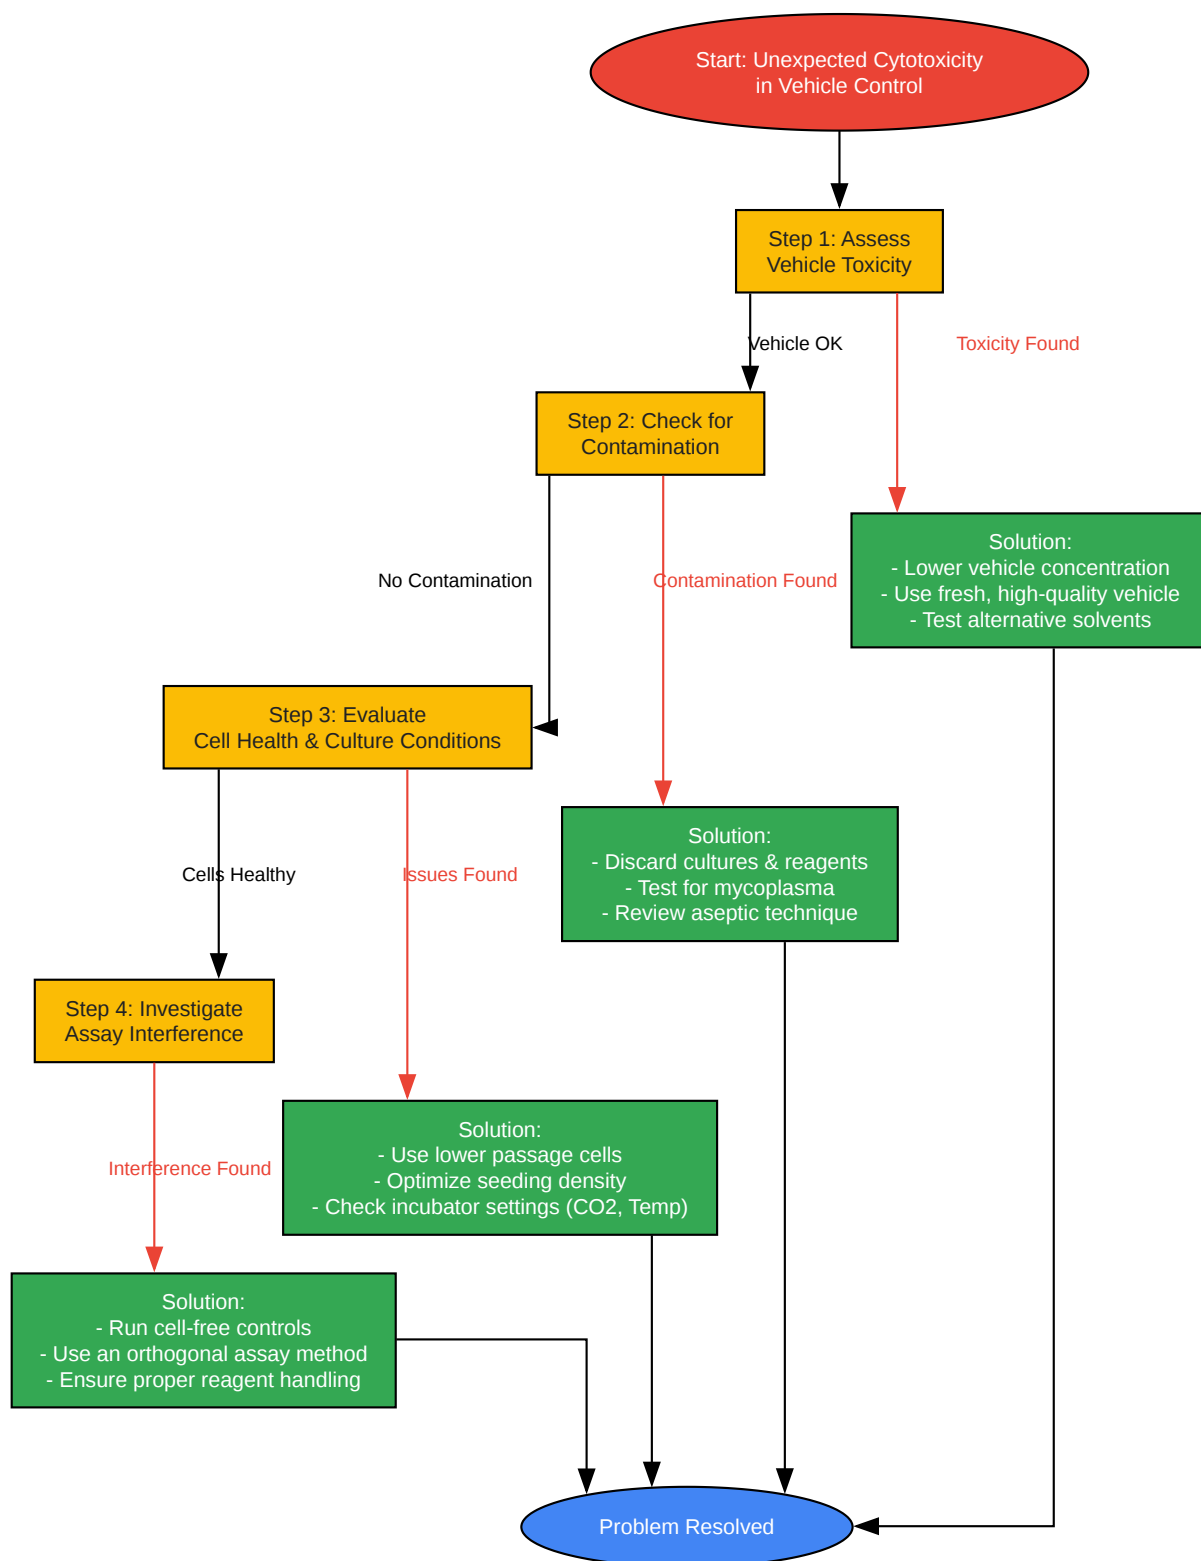 Start: Unexpected Cytotoxicity
in Vehicle Control
Step 1: Assess
Vehicle Toxicity
Vehicle OK
Toxicity Found
Step 2: Check for
Contamination
Solution:
- Lower vehicle concentration
- Use fresh, high-quality vehicle
- Test alternative solvents
No Contamination
Contamination Found
Step 3: Evaluate
Cell Health & Culture Conditions
Solution:
- Discard cultures & reagents
- Test for mycoplasma
- Review aseptic technique
Cells Healthy
Issues Found
Step 4: Investigate
Assay Interference
Solution:
- Use lower passage cells
- Optimize seeding density
- Check incubator settings (CO2, Temp)
Interference Found
Solution:
- Run cell-free controls
- Use an orthogonal assay method
- Ensure proper reagent handling
Problem Resolved